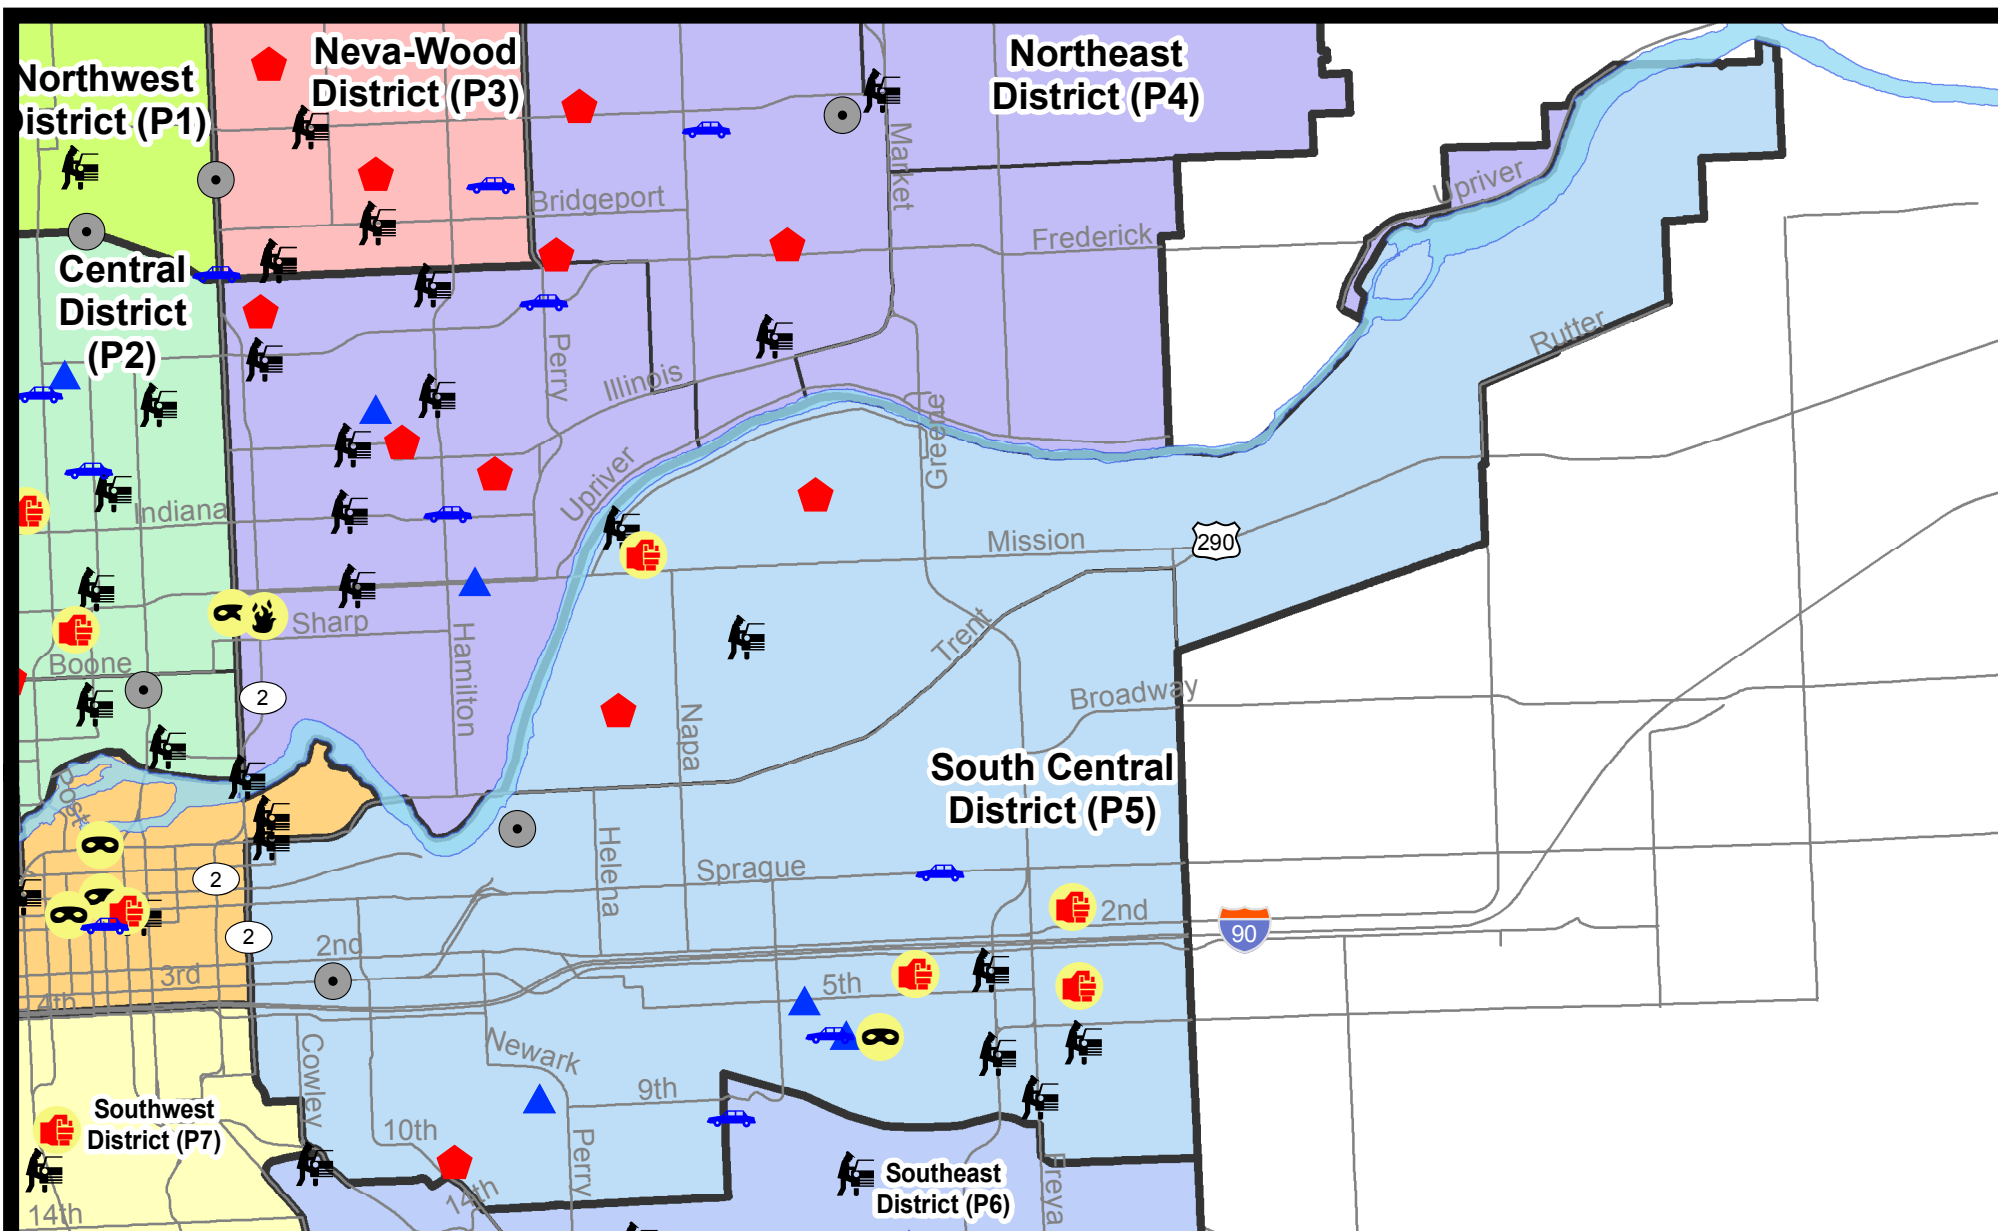 Neva-Wood
District (P3)
Northeast
District (P4)
Northwest
District (P1)
Market
Bridgeport
Upriver
Frederick
Central
District
(P2)
Rutter
Perry
Illinois
Greene
Upriver
Indiana
Mission
290
Sharp
Trent
Boone
Hamilton
2
Napa
Broadway
South Central
District (P5)
Post
Helena
Sprague
2
2nd
90
2
2nd
3rd
5th
4th
Cowley
Newark
9th
Southwest
District (P7)
10th
Perry
Freya
Southeast
District (P6)
14th
14th